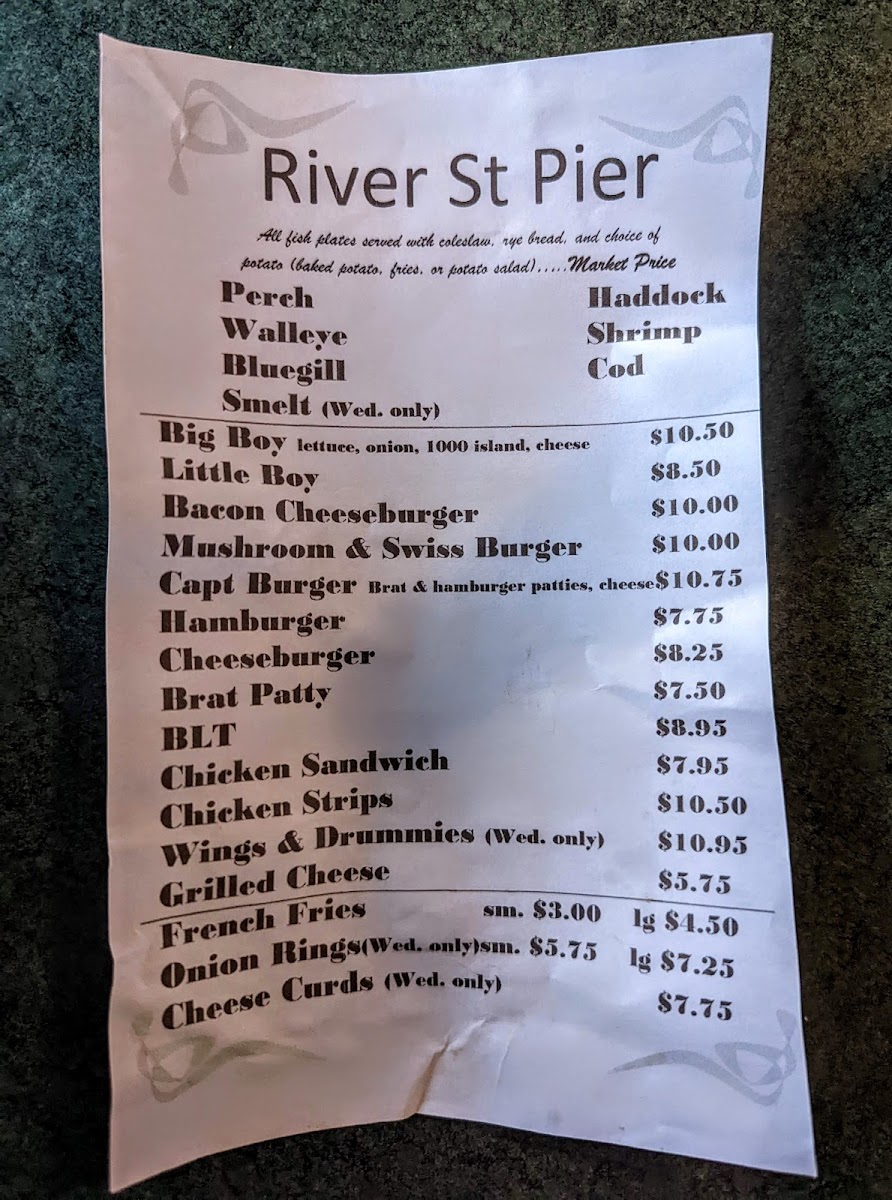 River St Pier
All fish plates served with coleslaw, rye bread, and choice of
potato (baked potato, fries, or potato salad).....Market Price
Perch Haddock
Walleye Shrimp
Bluegill Cod
Smelt (Wed. only)
Big Boy lettuce, onion, 1000 island, cheese $10.50
Little Boy $8.50
Bacon Cheeseburger $10.00
Mushroom & Swiss Burger $10.00
Capt Burger Brat & hamburger patties, cheese$10.75
Hamburger $7.75
Cheeseburger $8.25
Brat Patty $7.50
BLT $8.95
Chicken Sandwich $7.95
Chicken Strips $10.50
Wings & Drummies (Wed. only) $10.95
Grilled Cheese $5.75
French Fries sm. $3.00 lg $4.50
Onion Rings(Wed. only)sm. $5.75 lg $7.25
Cheese Curds (Wed. only) $7.75